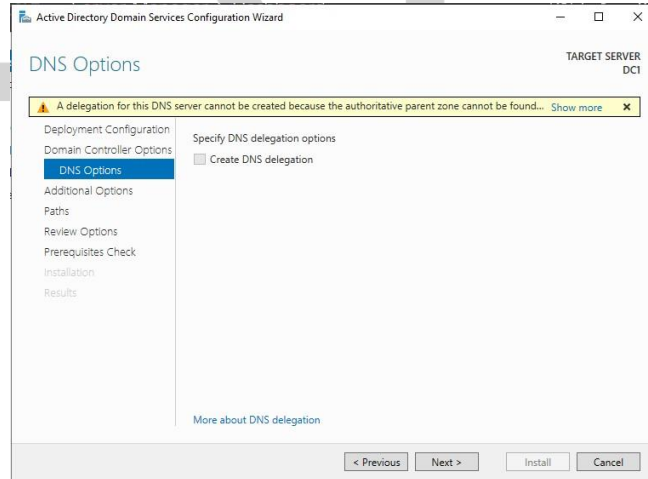 Active Directory Domain Services Configuration Wizard
DNS Options
TARGET SERVER
DC1
A delegation for this DNS server cannot be created because the authoritative parent zone cannot be found... Show more
Deployment Configuration
Domain Controller Options
DNS Options
Additional Options
Paths
Review Options
Prerequisites Check
Installation
Results
Specify DNS delegation options
Create DNS delegation
More about DNS delegation
< Previous
Next >
Install
Cancel